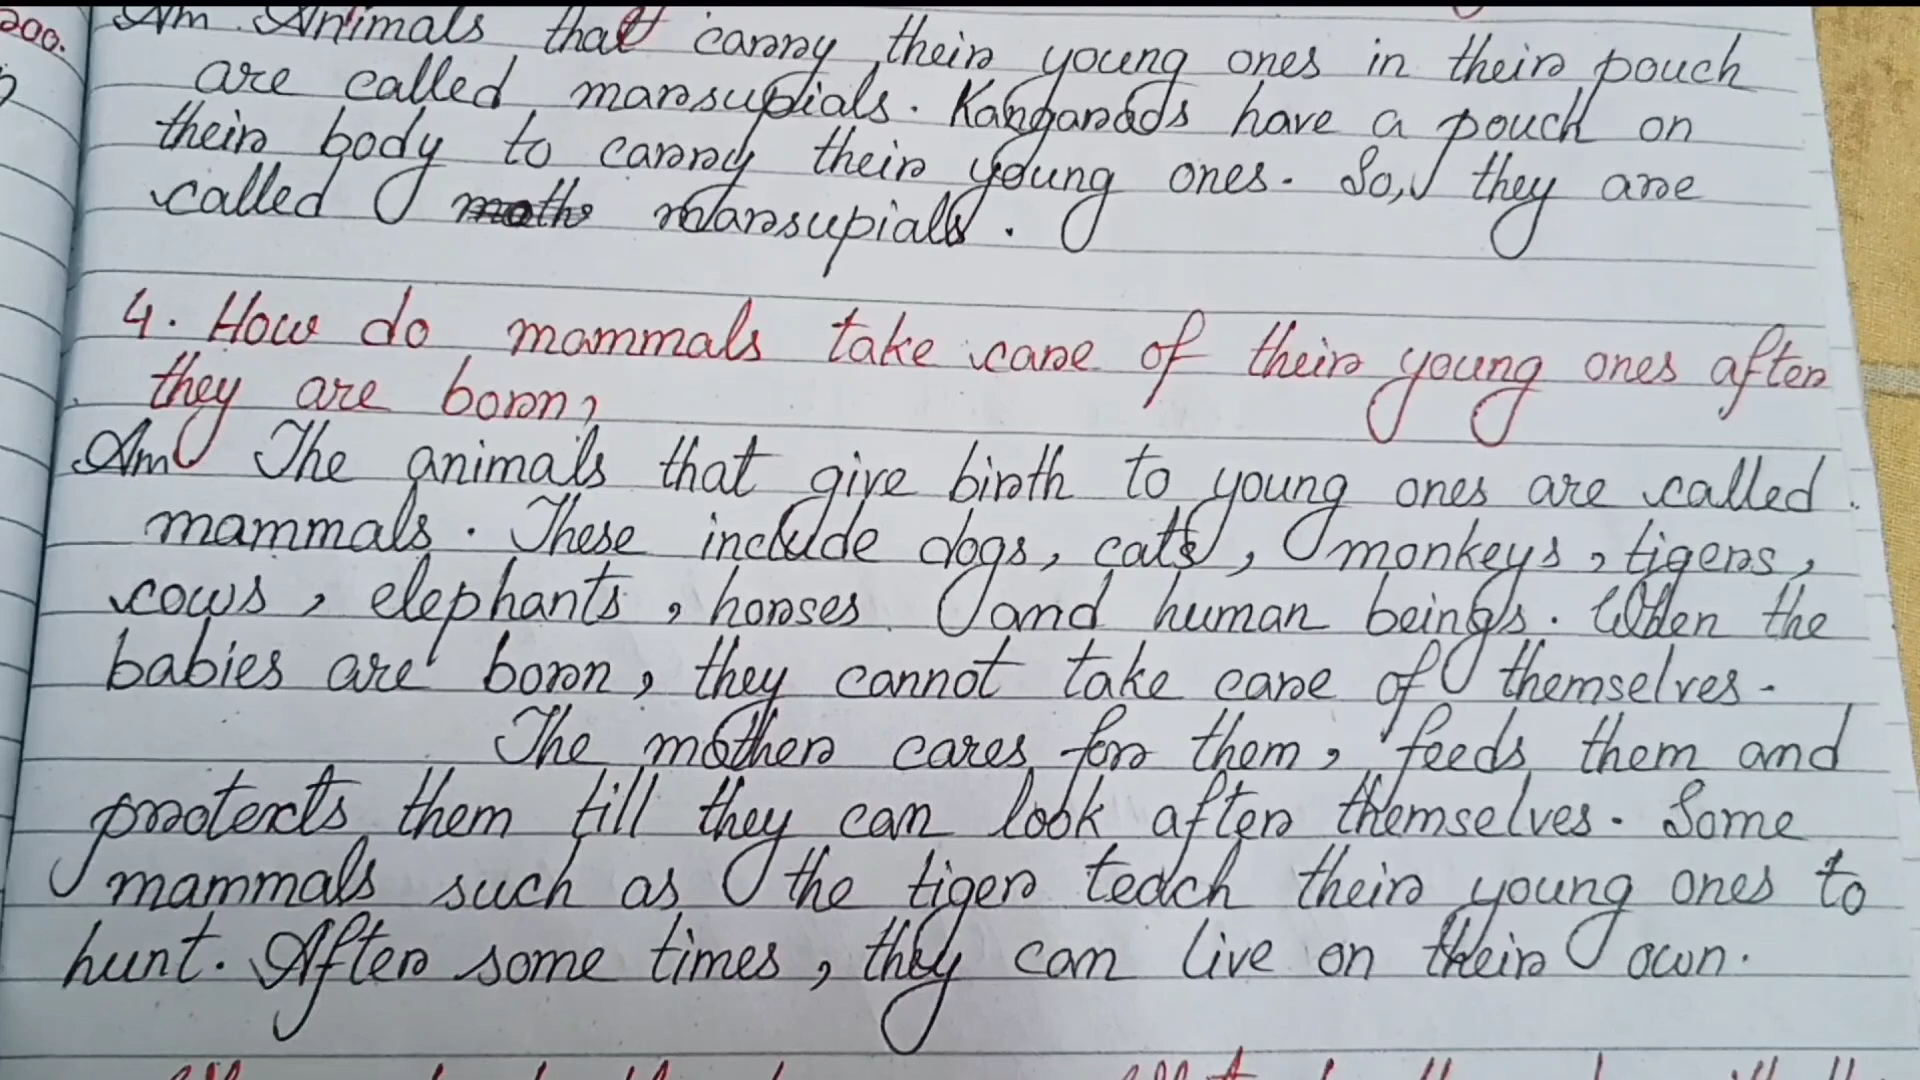 200.
Ans Animals that carry their young ones in their pouch
are called marsupials. Kangaroods have a pouch on
their body to carry their young ones. So, they are
called marsupials.
4. How do mammals take care of their young ones after
they are born?
Ans The animals that give birth to young ones are called
mammals. These include dogs, cats, monkeys, tigers,
cows, elephants, horses and human beings. When the
babies are born, they cannot take care of themselves.
The mother cares for them, feeds them and
protects them till they can look after themselves. Some
mammals such as the tiger teach their young ones to
hunt. After some times, they can live on their own.